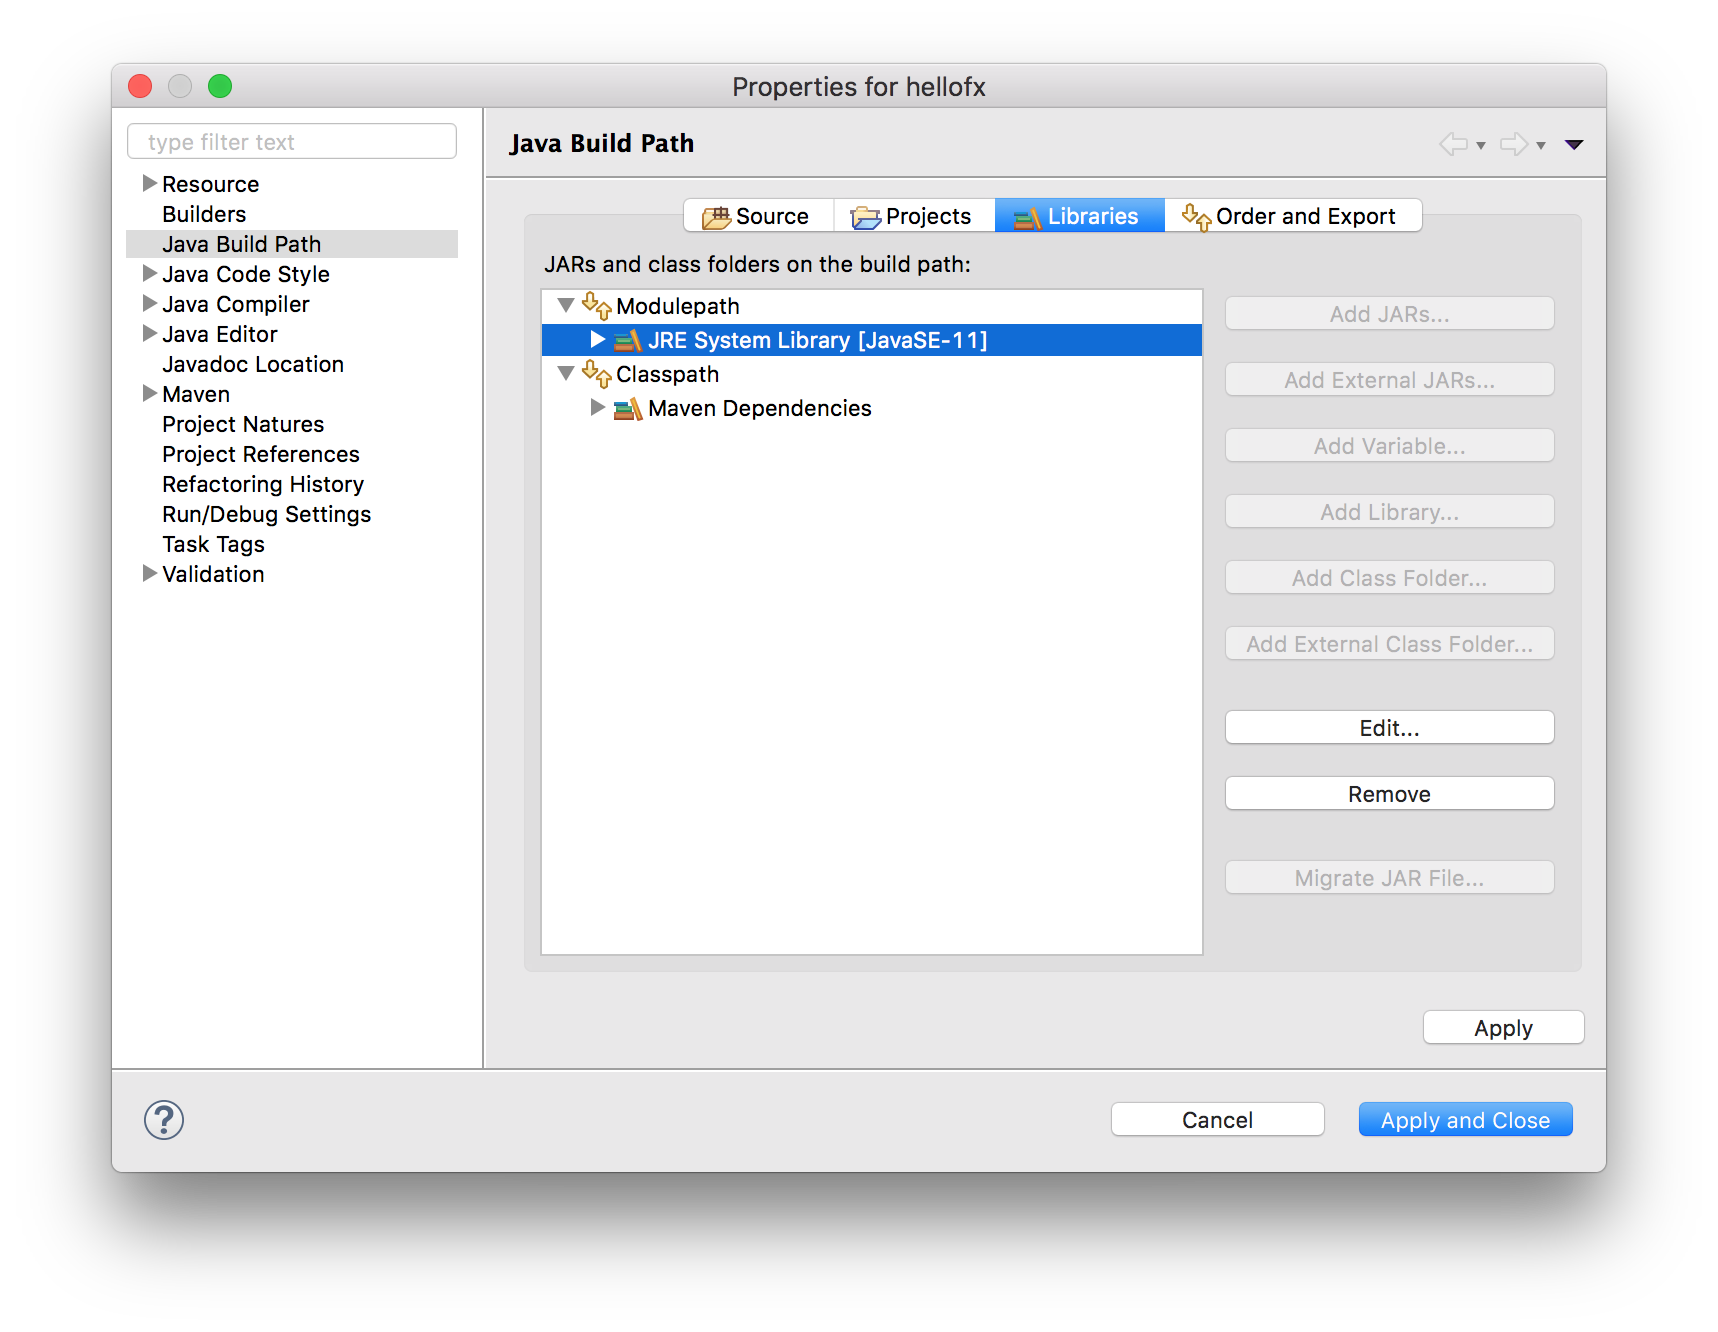 Properties for hellofx
type filter text
Resource
Builders
Java Build Path
Java Code Style
Java Compiler
Java Editor
Javadoc Location
Maven
Project Natures
Project References
Refactoring History
Run/Debug Settings
Task Tags
Validation
Java Build Path
Source Projects Libraries Order and Export
JARs and class folders on the build path:
Modulepath
JRE System Library [JavaSE-11]
Classpath
Maven Dependencies
Add JARs...
Add External JARs...
Add Variable...
Add Library...
Add Class Folder...
Add External Class Folder...
Edit...
Remove
Migrate JAR File...
Apply
?
Cancel Apply and Close